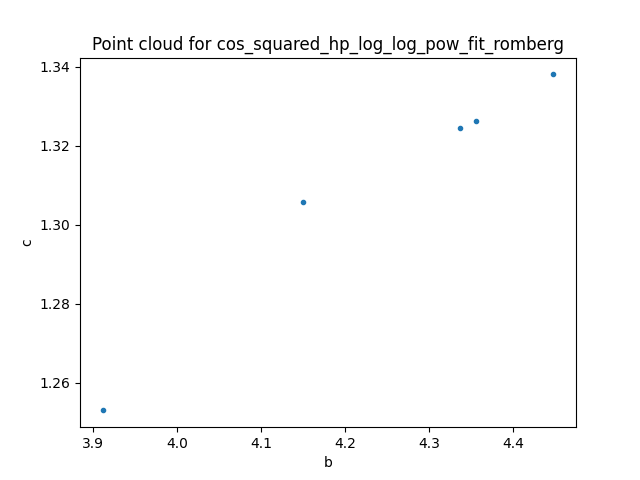 Point cloud for cos_squared_hp_log_log_pow_fit_romberg
1.34
1.32
1.30
1.28
1.26
c
3.9 4.0 4.1 4.2 4.3 4.4
b